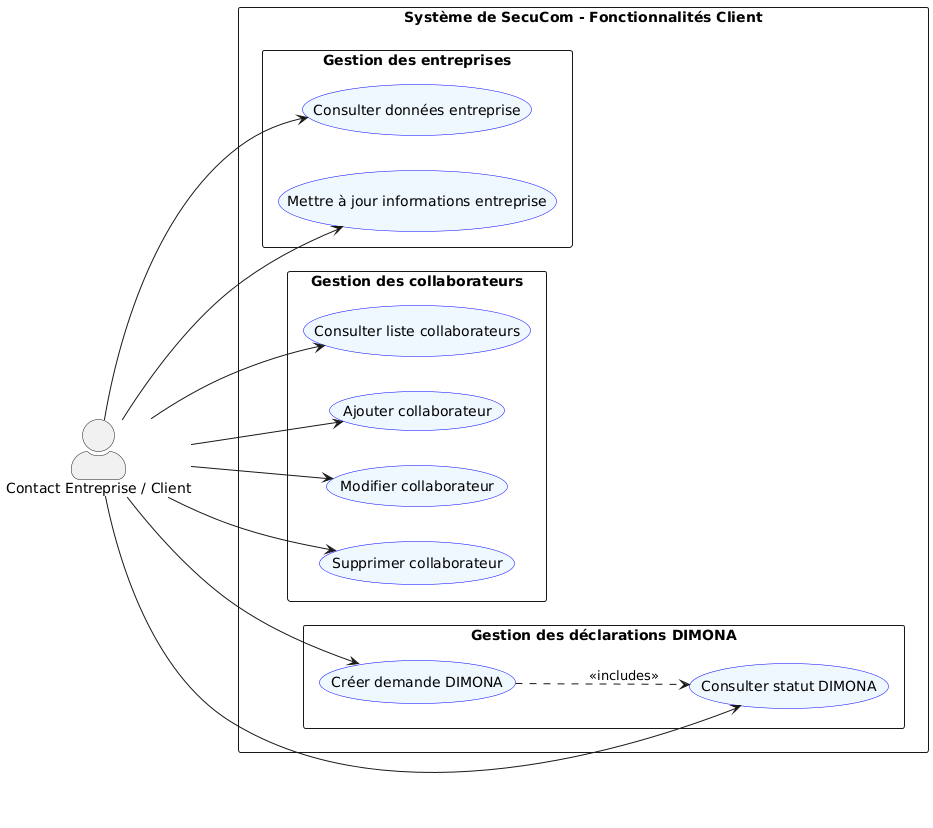 Système de SecuCom - Fonctionnalités Client
Gestion des entreprises
Consulter données entreprise
Mettre à jour informations entreprise
Gestion des collaborateurs
Consulter liste collaborateurs
Ajouter collaborateur
Modifier collaborateur
Supprimer collaborateur
Contact Entreprise / Client
Gestion des déclarations DIMONA
Créer demande DIMONA
«includes»
Consulter statut DIMONA